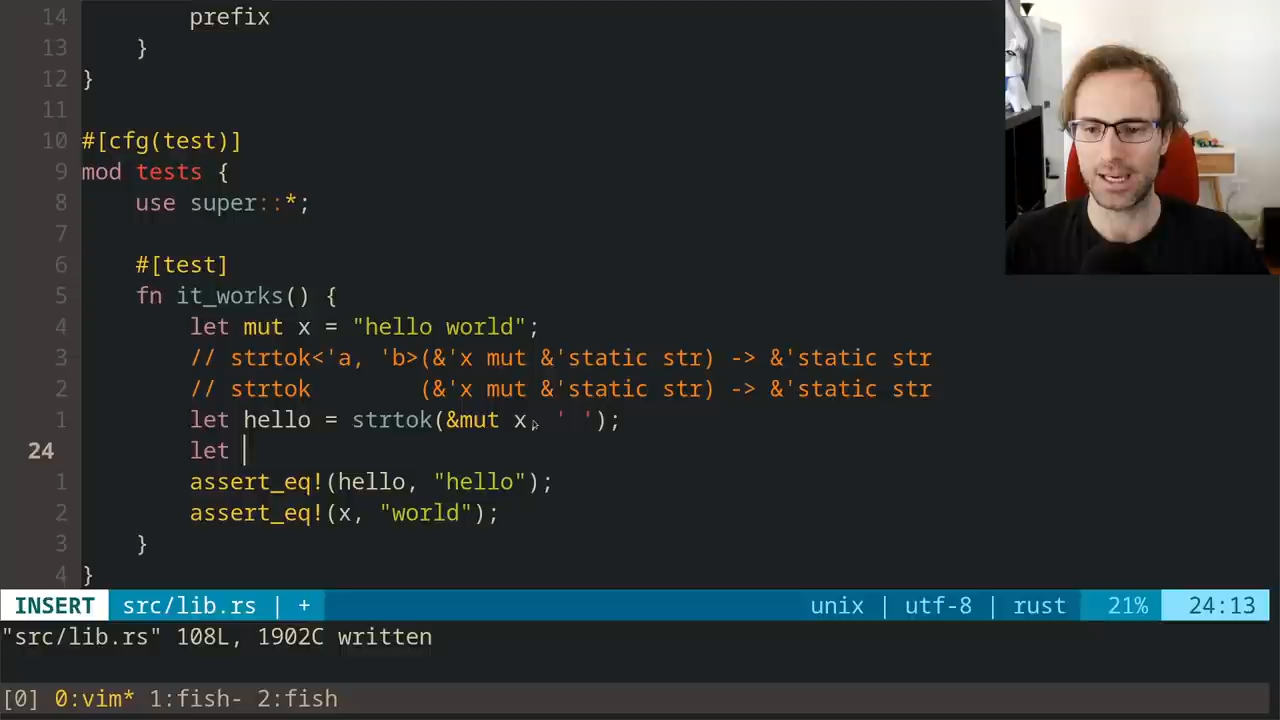 14 prefix
13 }
12 }
11
10 #[cfg(test)]
9 mod tests {
8 use super::*;
7
6 #[test]
5 fn it_works() {
4 let mut x = "hello world";
3 // strtok<'a, 'b>(&'x mut &'static str) -> &'static str
2 // strtok (&'x mut &'static str) -> &'static str
1 let hello = strtok(&mut x, ' ');
24 let
1 assert_eq!(hello, "hello");
2 assert_eq!(x, "world");
3 }
4 }
INSERT src/lib.rs | + unix | utf-8 | rust 21% 24:13
"src/lib.rs" 108L, 1902C written
[0] 0:vim* 1:fish- 2:fish